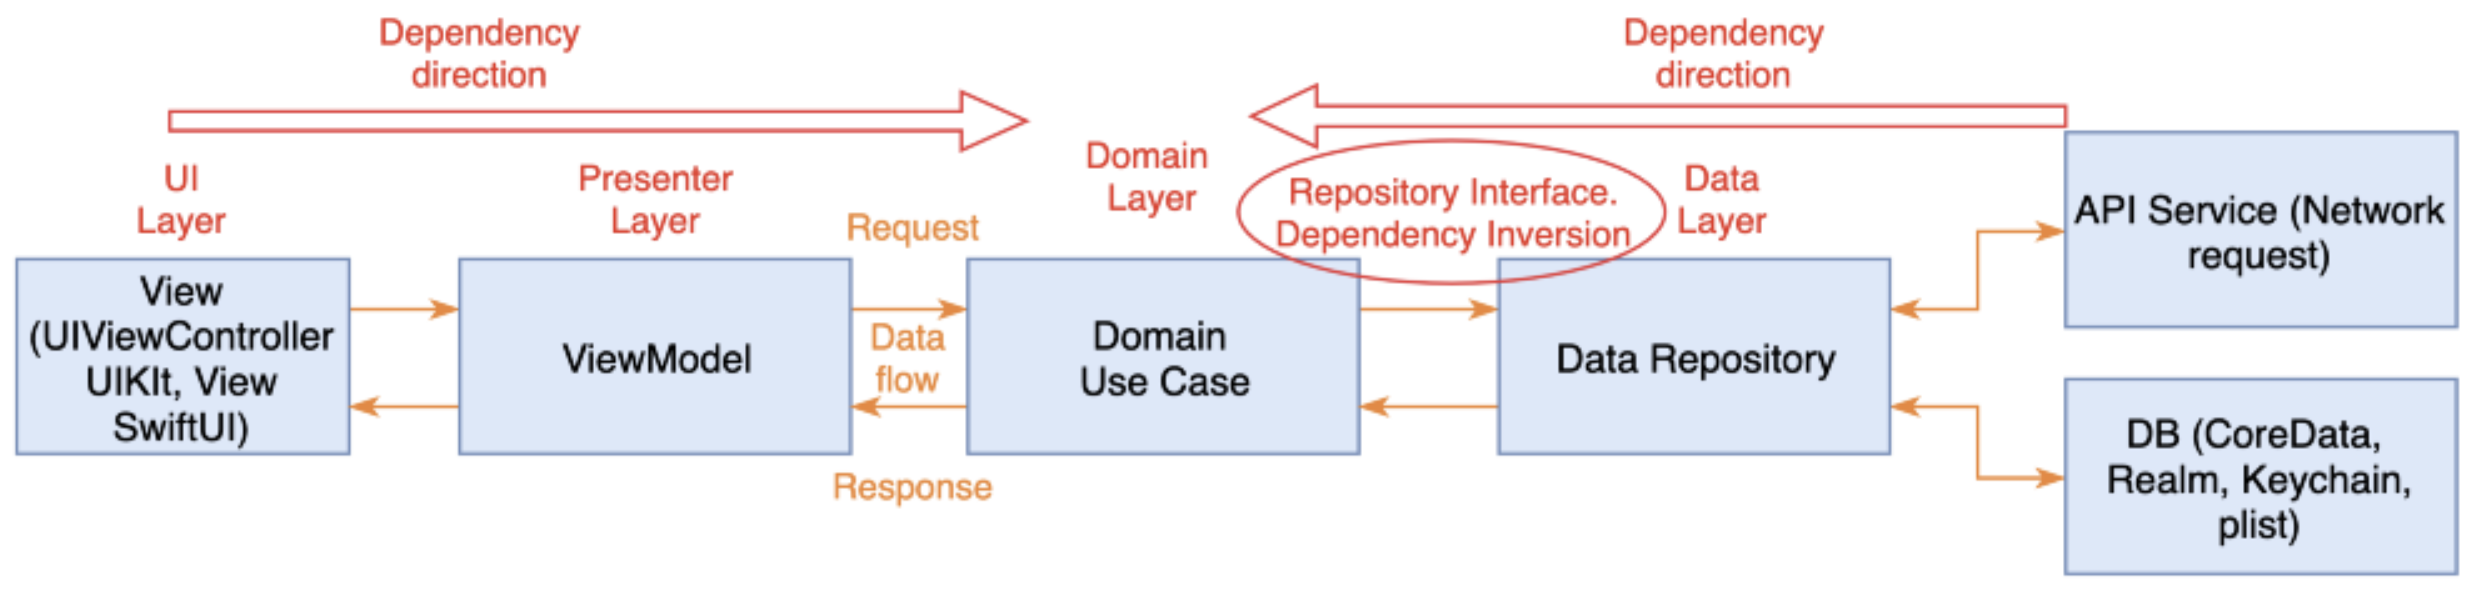 Dependency
direction
Dependency
direction
UI
Layer
Presenter
Layer
Request
Domain
Layer
Repository Interface.
Dependency Inversion
Data
Layer
View
(UIViewController
UIKIt, View
SwiftUI)
ViewModel
Data
flow
Response
Domain
Use Case
Data Repository
API Service (Network
request)
DB (CoreData,
Realm, Keychain,
plist)